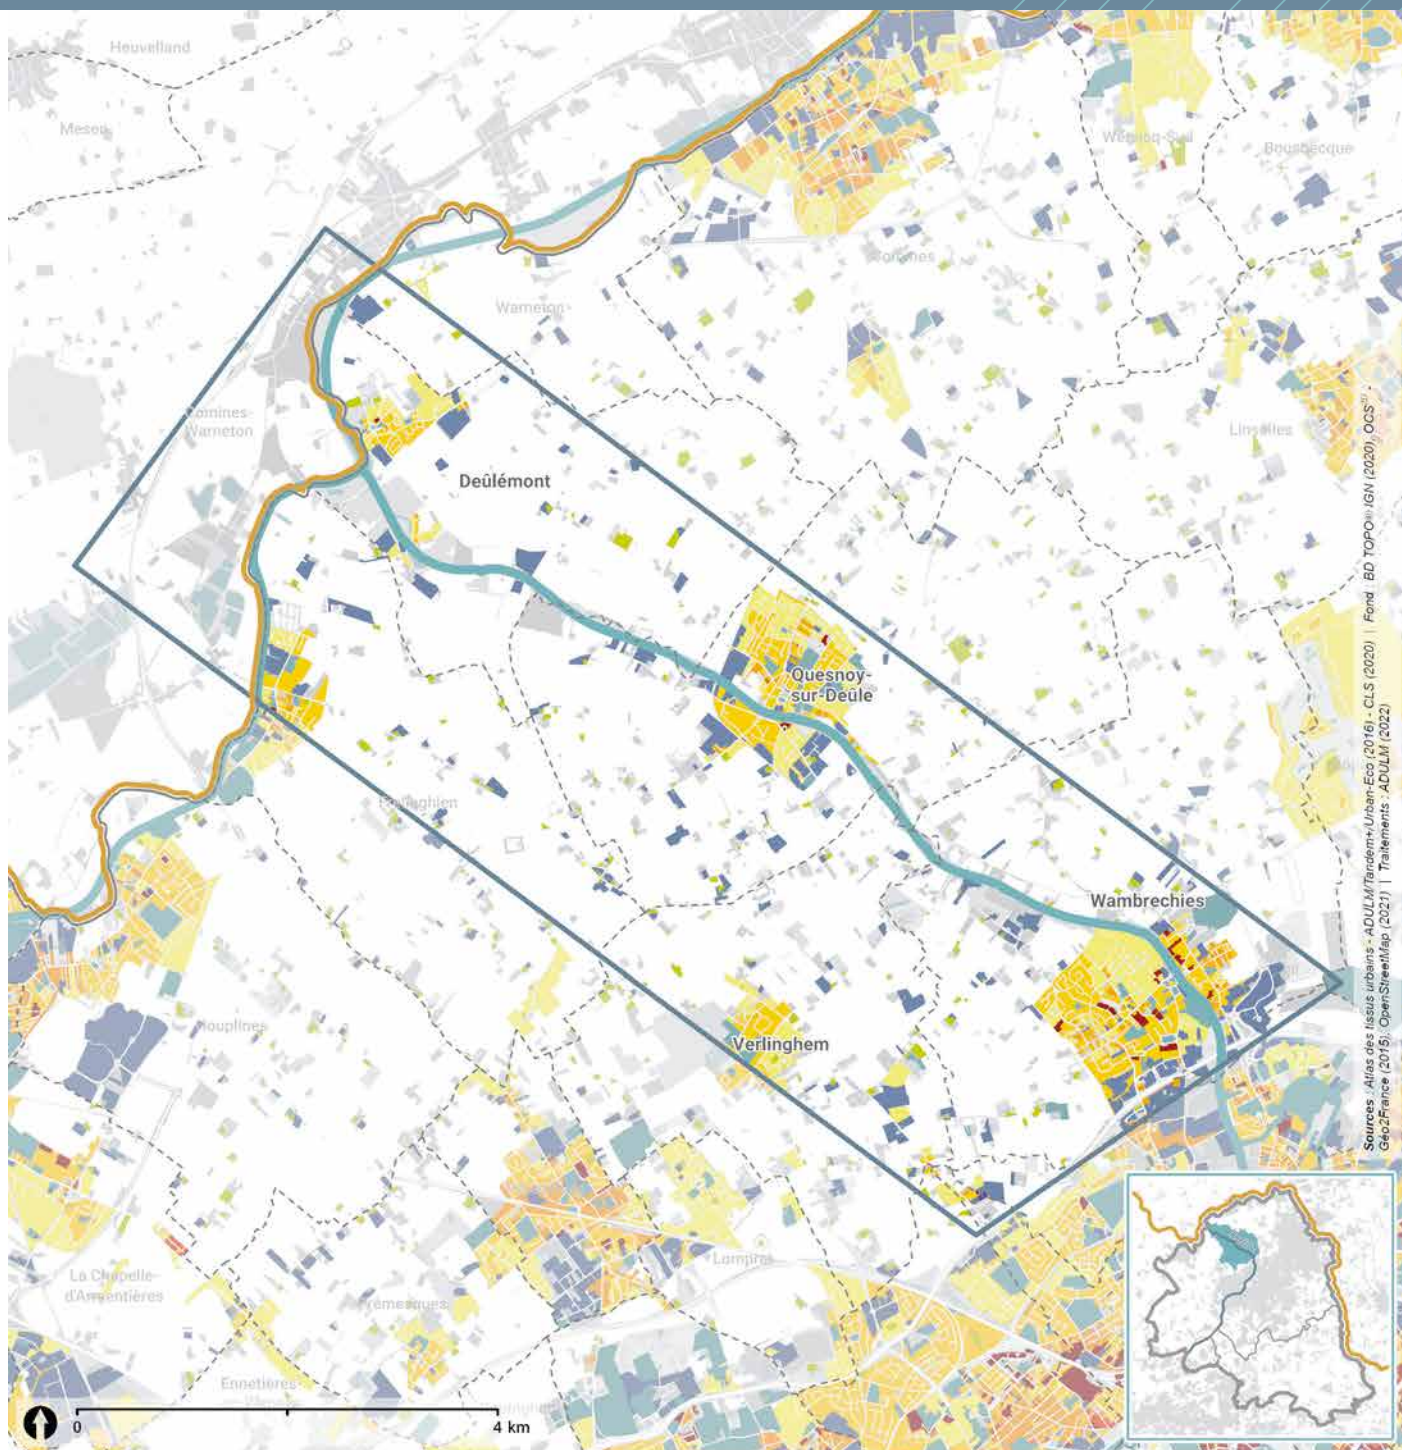 Heuvelland
Wervicq-Sud
Bousbecque
Comines
Warneton
Comines-
Warneton
Linselles
Deûlémont
Quesnoy-
sur-Deûle
Frelinghien
Wambrechies
Houplines
Verlinghem
La Chapelle-
d'Armentières
Prémesques
Ennetières-
0
4 km
Sources : Atlas des tissus urbains - ADULM/Tandem+/Urban-Eco (2016) - CLS (2020) | Fond : BD TOPO® IGN (2020), OCS²ᴰ -
Géo2France (2015), OpenStreetMap (2021) | Traitements : ADULM (2022)